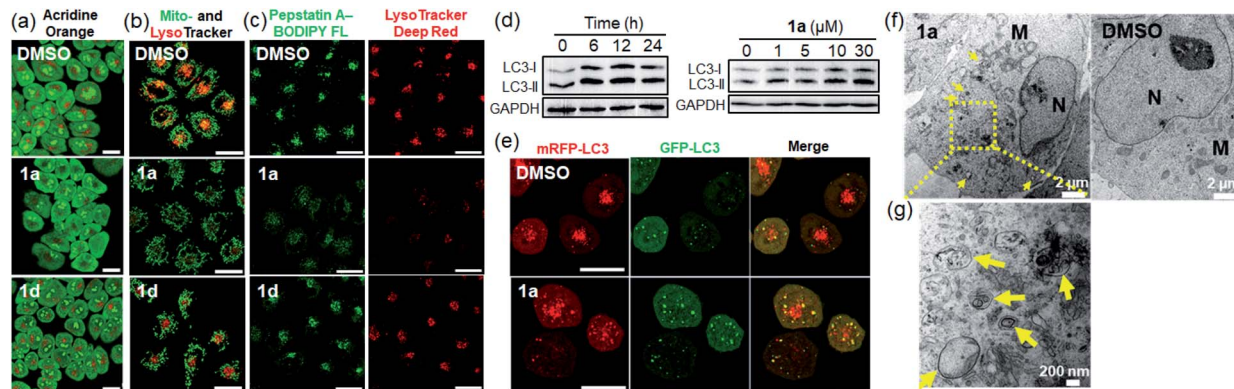 (a)
Acridine
Orange
DMSO
1a
1d
(b)
Mito- and
LysoTracker
DMSO
1a
1d
(c)
Pepstatin A–
BODIPY FL
LysoTracker
Deep Red
DMSO
1a
1d
(d)
Time (h)
0 6 12 24
LC3-I
LC3-II
GAPDH
1a (μM)
0 1 5 10 30
LC3-I
LC3-II
GAPDH
(e)
mRFP-LC3
GFP-LC3
Merge
DMSO
1a
(f)
1a
M
N
2 μm
DMSO
N
M
2 μm
(g)
200 nm